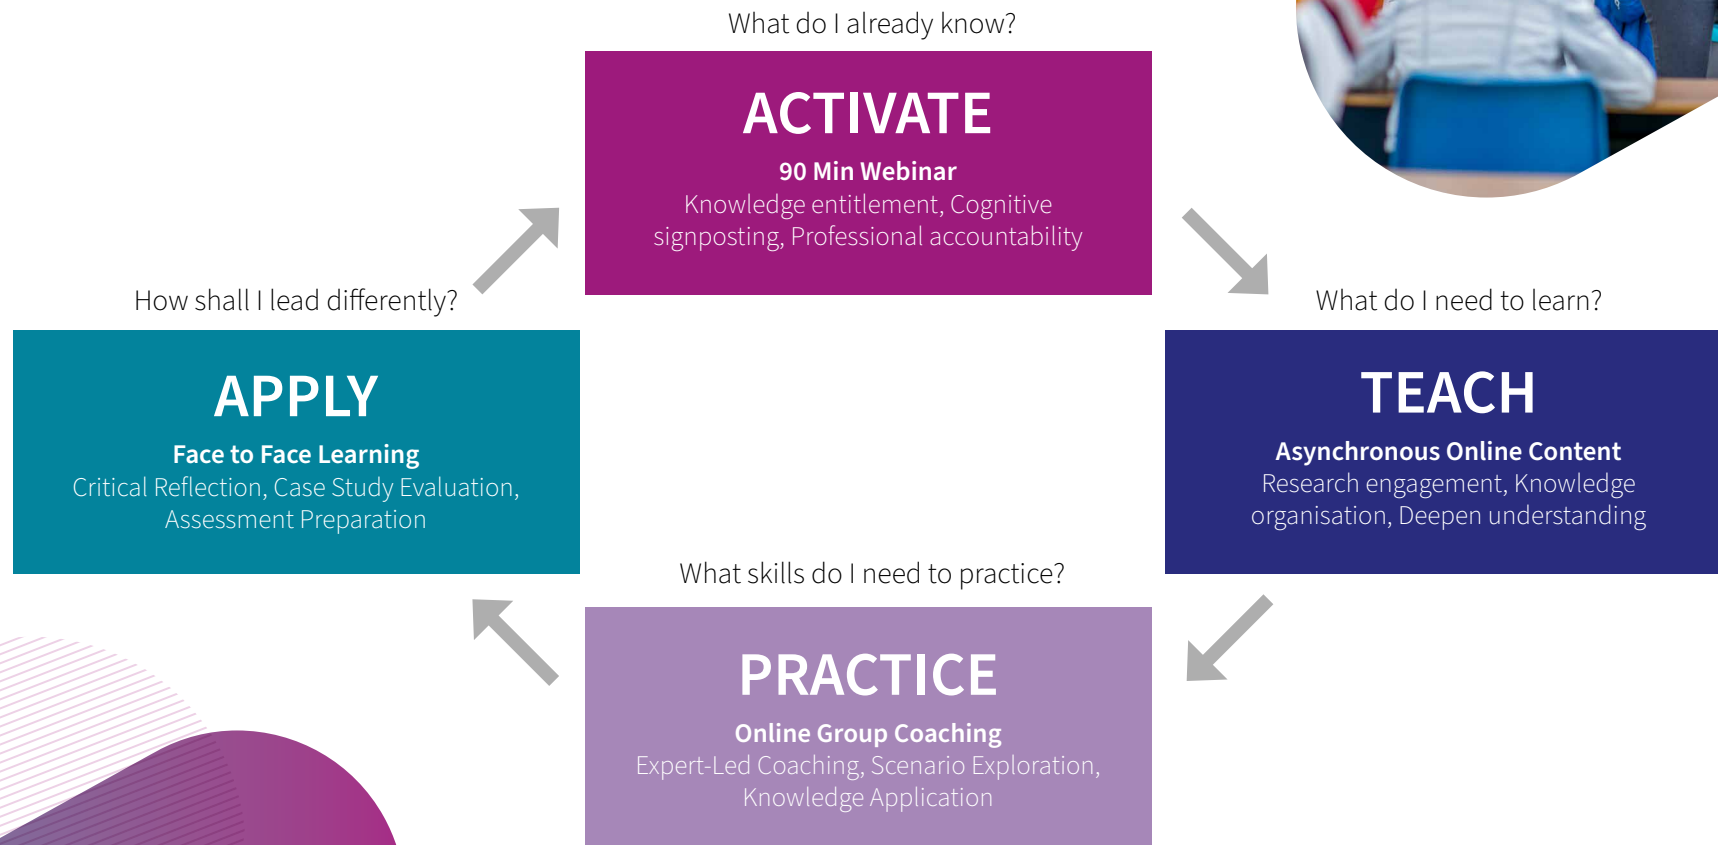 What do I already know?
ACTIVATE
90 Min Webinar
Knowledge entitlement, Cognitive
signposting, Professional accountability
What do I need to learn?
TEACH
Asynchronous Online Content
Research engagement, Knowledge
organisation, Deepen understanding
What skills do I need to practice?
PRACTICE
Online Group Coaching
Expert-Led Coaching, Scenario Exploration,
Knowledge Application
How shall I lead differently?
APPLY
Face to Face Learning
Critical Reflection, Case Study Evaluation,
Assessment Preparation